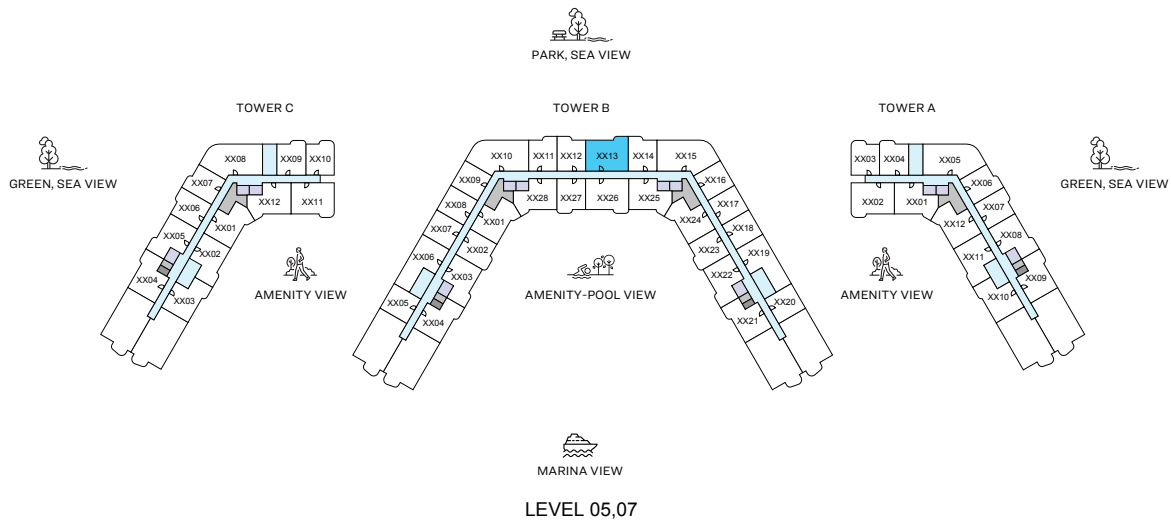 PARK, SEA VIEW
TOWER C
TOWER B
TOWER A
GREEN, SEA VIEW
GREEN, SEA VIEW
XX08
XX09
XX10
XX07
XX06
XX05
XX04
XX12
XX11
XX01
XX02
XX03
XX10
XX11
XX12
XX13
XX14
XX15
XX09
XX08
XX07
XX06
XX05
XX28
XX27
XX26
XX25
XX01
XX02
XX03
XX04
XX16
XX17
XX18
XX19
XX20
XX24
XX23
XX22
XX21
XX03
XX04
XX05
XX02
XX01
XX06
XX07
XX08
XX09
XX12
XX11
XX10
AMENITY VIEW
AMENITY-POOL VIEW
AMENITY VIEW
MARINA VIEW
LEVEL 05,07